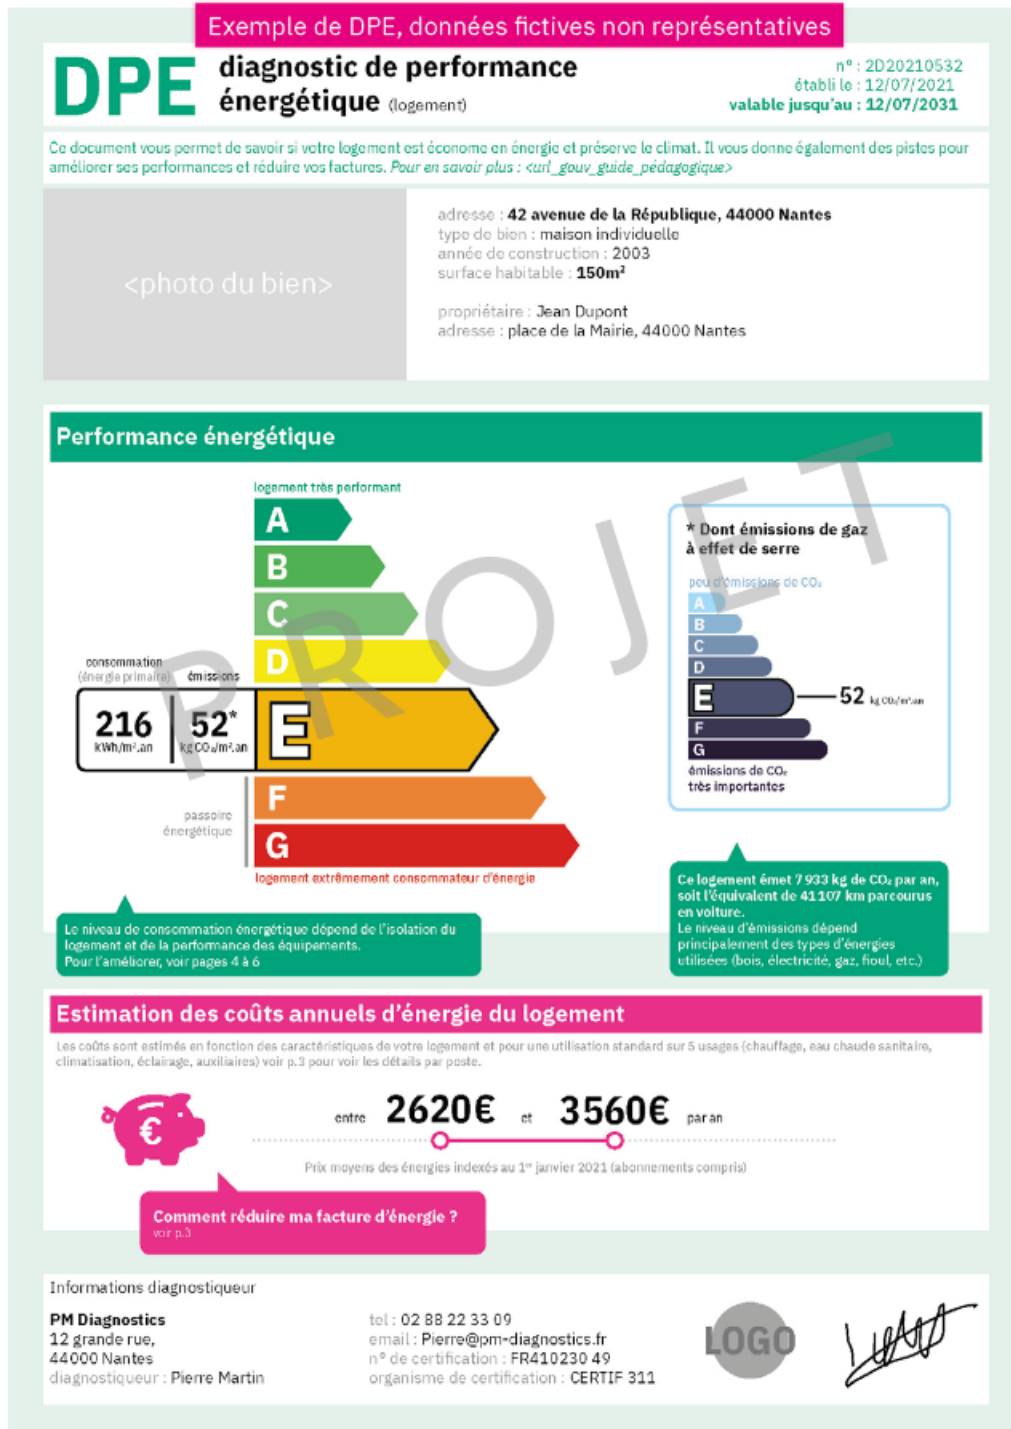 Exemple de DPE, données fictives non représentatives
DPE
diagnostic de performance
énergétique (logement)
n° : 2D20210532
établi le : 12/07/2021
valable jusqu'au : 12/07/2031
Ce document vous permet de savoir si votre logement est économe en énergie et préserve le climat. Il vous donne également des pistes pour
améliorer ses performances et réduire vos factures. Pour en savoir plus : <url_gouv_guide_pédagogique>
<photo du bien>
adresse : 42 avenue de la République, 44000 Nantes
type de bien : maison individuelle
année de construction : 2003
surface habitable : 150m²
propriétaire : Jean Dupont
adresse : place de la Mairie, 44000 Nantes
Performance énergétique
PROJET
logement très performant
A
B
C
D
consommation
(énergie primaire)
émissions
216
kWh/m².an
52*
kg CO₂/m².an
E
F
G
passoire
énergétique
logement extrêmement consommateur d'énergie
* Dont émissions de gaz
à effet de serre
peu d'émissions de CO₂
A
B
C
D
E
52 kg CO₂/m².an
F
G
émissions de CO₂
très importantes
Le niveau de consommation énergétique dépend de l'isolation du
logement et de la performance des équipements.
Pour l'améliorer, voir pages 4 à 6
Ce logement émet 7 933 kg de CO₂ par an,
soit l'équivalent de 41 107 km parcourus
en voiture.
Le niveau d'émissions dépend
principalement des types d'énergies
utilisées (bois, électricité, gaz, fioul, etc.)
Estimation des coûts annuels d'énergie du logement
Les coûts sont estimés en fonction des caractéristiques de votre logement et pour une utilisation standard sur 5 usages (chauffage, eau chaude sanitaire,
climatisation, éclairage, auxiliaires) voir p.3 pour voir les détails par poste.
€
entre 2620€ et 3560€ par an
Prix moyens des énergies indexés au 1er janvier 2021 (abonnements compris)
Comment réduire ma facture d'énergie ?
voir p.3
Informations diagnostiqueur
PM Diagnostics
12 grande rue,
44000 Nantes
diagnostiqueur : Pierre Martin
tel : 02 88 22 33 09
email : Pierre@pm-diagnostics.fr
n° de certification : FR410230 49
organisme de certification : CERTIF 311
LOGO